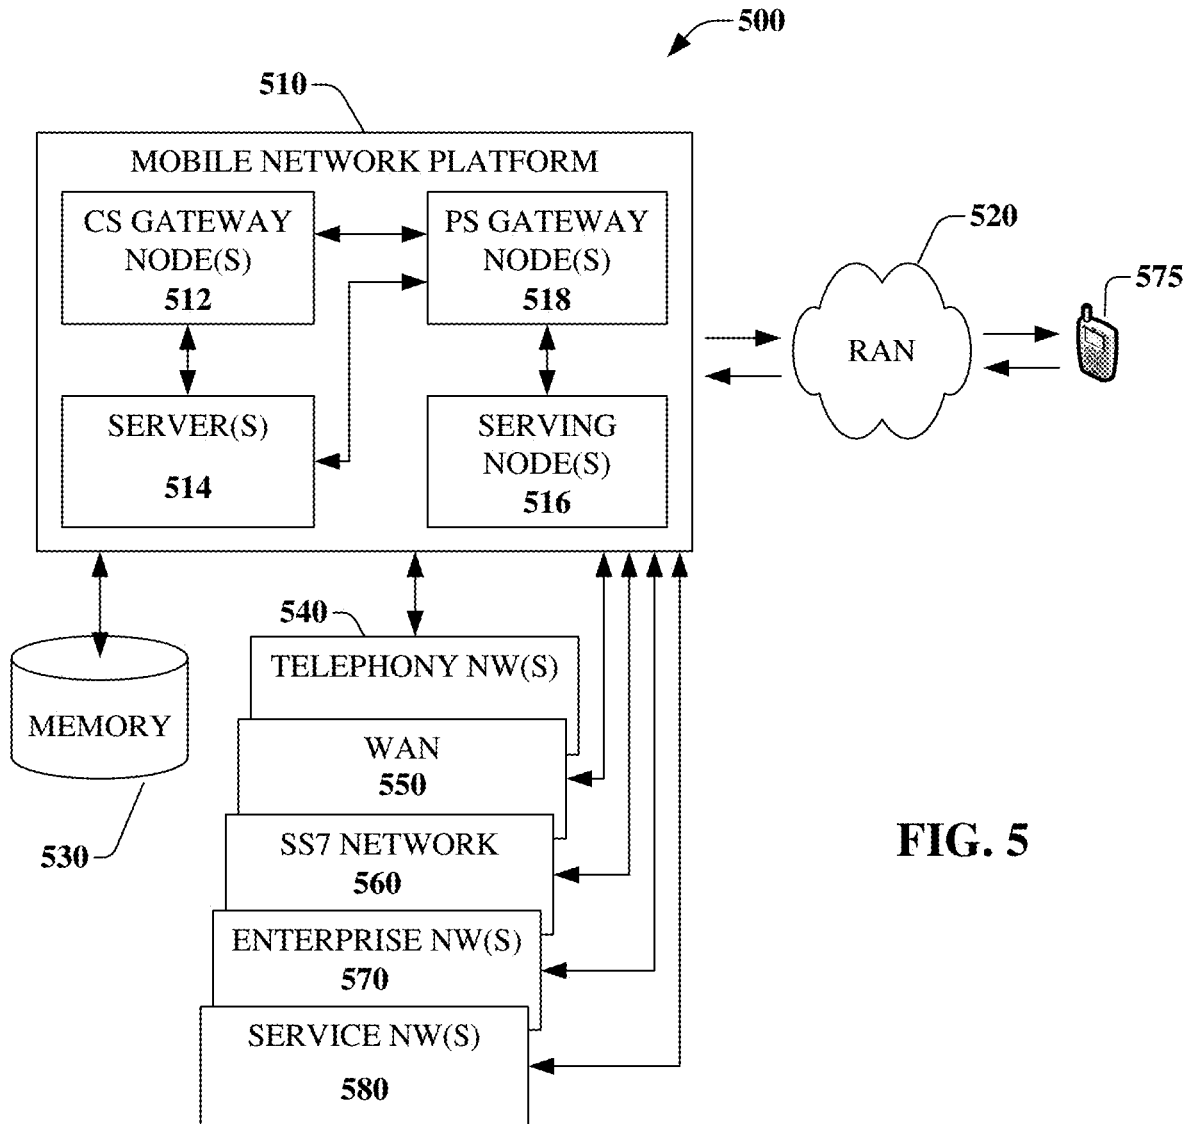 500
510
MOBILE NETWORK PLATFORM
CS GATEWAY
NODE(S)
512
PS GATEWAY
NODE(S)
518
SERVER(S)
514
SERVING
NODE(S)
516
520
RAN
575
540
TELEPHONY NW(S)
MEMORY
530
WAN
550
SS7 NETWORK
560
ENTERPRISE NW(S)
570
SERVICE NW(S)
580
FIG. 5